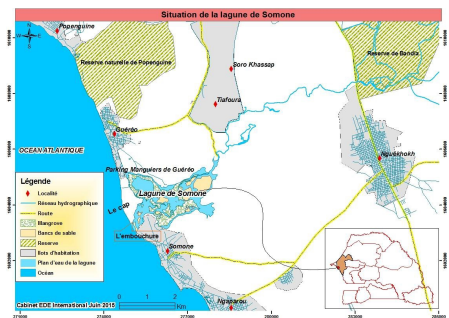 Situation de la lagune de Somone
Popenguine
N
W
E
S
Reserve naturelle de Popenguine
Soro Khassap
Reserve de Bandia
Tiafoura
Guéréo
OCEAN ATLANTIQUE
Parking Manguiers de Guéréo
Nguékhokh
Lagune de Somone
Le cap
L'embouchure
Somone
Ngaparou
Légende
Localité
Réseau hydrographique
Route
Mangrove
Bancs de sable
Reserve
Bois d'habitation
Plan d'eau de la lagune
Océan
Cabinet EDE International/Juin 2015
0 1 2
Km